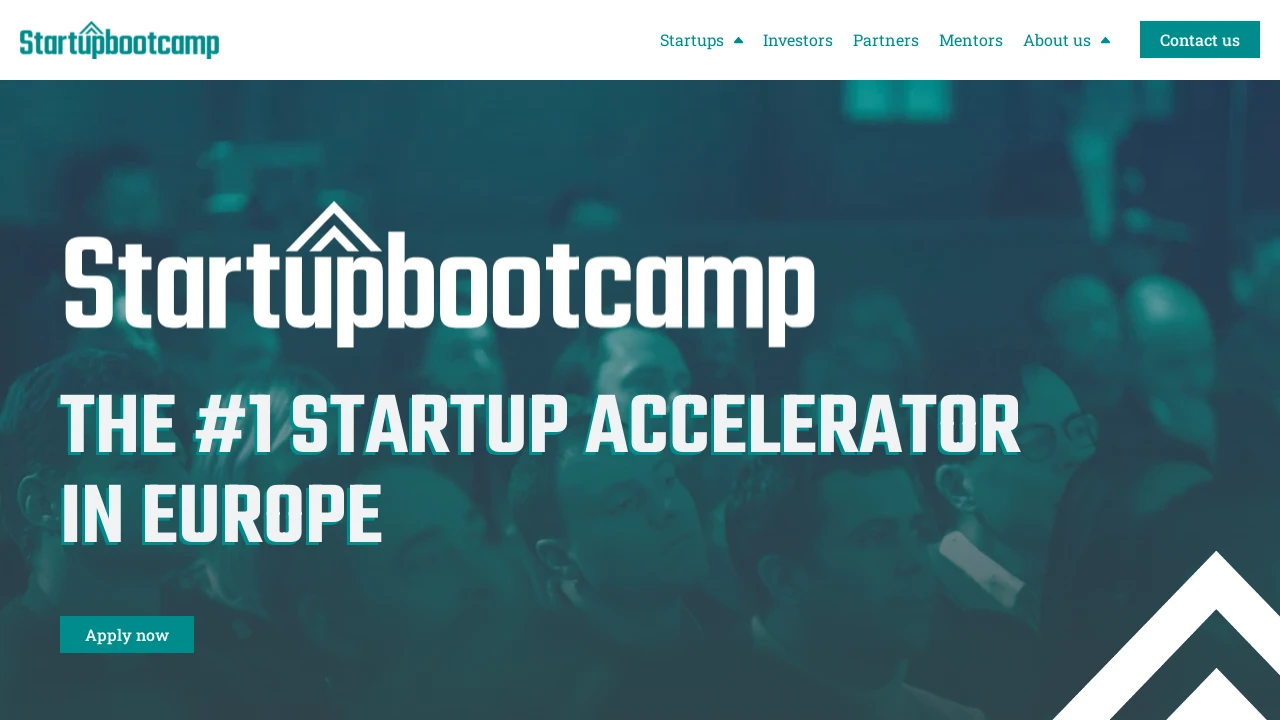 Startupbootcamp
Startups Investors Partners Mentors About us Contact us
Startupbootcamp
THE #1 STARTUP ACCELERATOR
IN EUROPE
Apply now